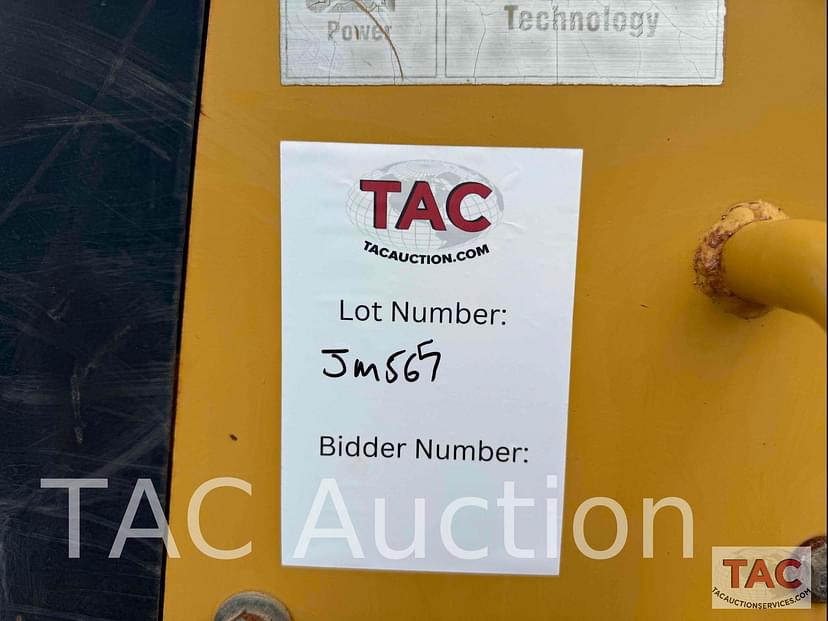 Power
Technology
TAC
TACAUCTION.COM
Lot Number:
Jm567
Bidder Number:
TAC Auction
TAC
TACAUCTIONSERVICES.COM